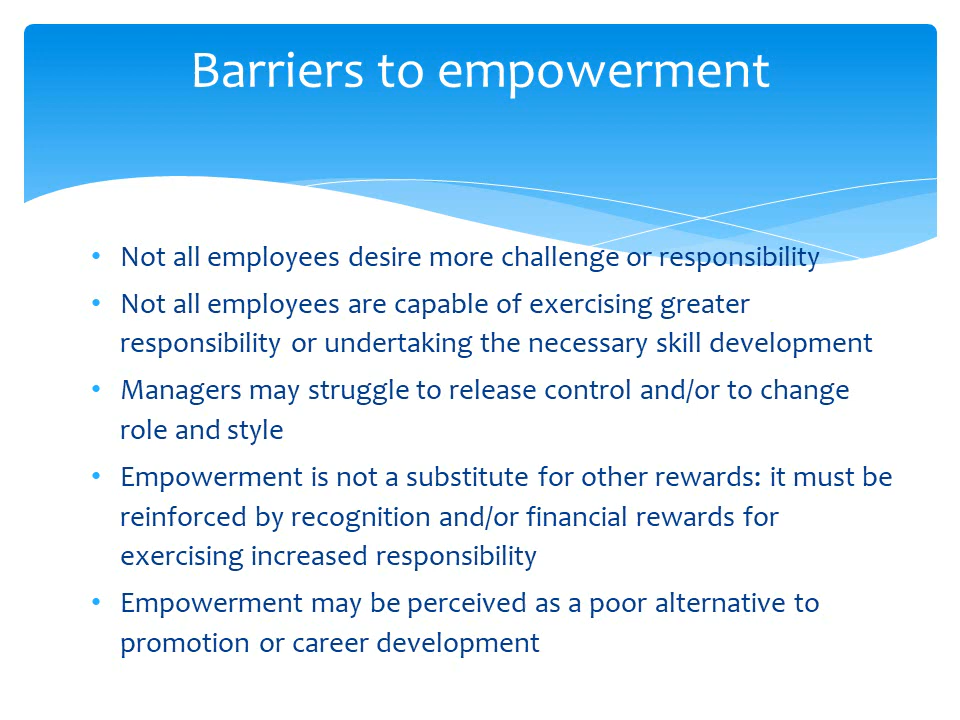 Barriers to empowerment
• Not all employees desire more challenge or responsibility
• Not all employees are capable of exercising greater
responsibility or undertaking the necessary skill development
• Managers may struggle to release control and/or to change
role and style
• Empowerment is not a substitute for other rewards: it must be
reinforced by recognition and/or financial rewards for
exercising increased responsibility
• Empowerment may be perceived as a poor alternative to
promotion or career development